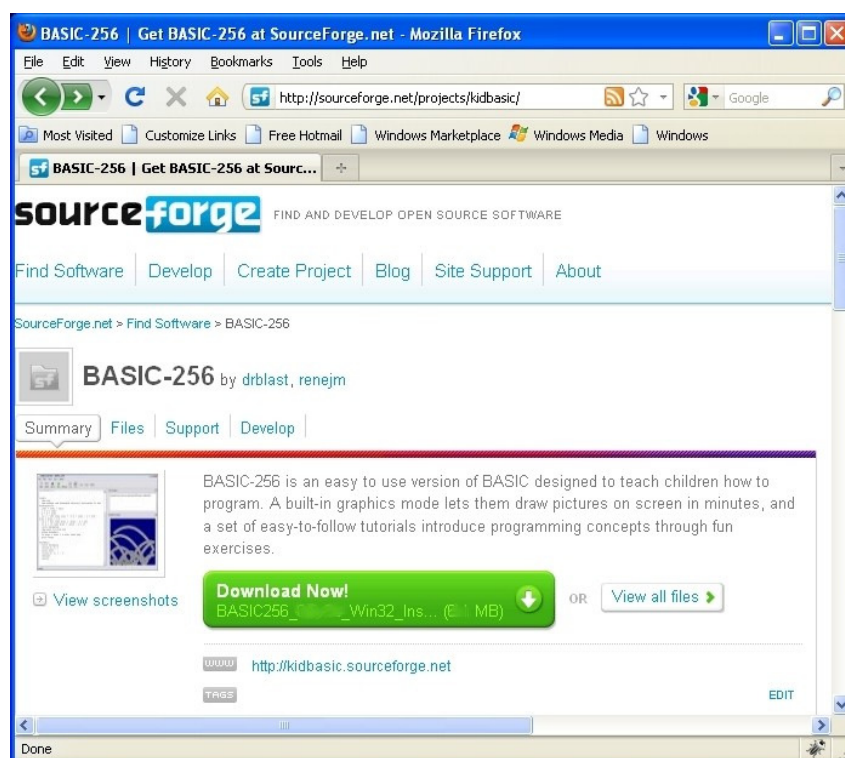 BASIC-256 | Get BASIC-256 at SourceForge.net - Mozilla Firefox
File Edit View History Bookmarks Tools Help
http://sourceforge.net/projects/kidbasic/ Google
Most Visited Customize Links Free Hotmail Windows Marketplace Windows Media Windows
sf BASIC-256 | Get BASIC-256 at Sourc...
sourceforge FIND AND DEVELOP OPEN SOURCE SOFTWARE
Find Software Develop Create Project Blog Site Support About
SourceForge.net > Find Software > BASIC-256
sf BASIC-256 by drblast, renejm
Summary Files Support Develop
BASIC-256 is an easy to use version of BASIC designed to teach children how to
program. A built-in graphics mode lets them draw pictures on screen in minutes, and
a set of easy-to-follow tutorials introduce programming concepts through fun
exercises.
View screenshots
Download Now!
BASIC256_ _Win32_Ins... ( MB)
OR View all files
www http://kidbasic.sourceforge.net
TAGS EDIT
Done